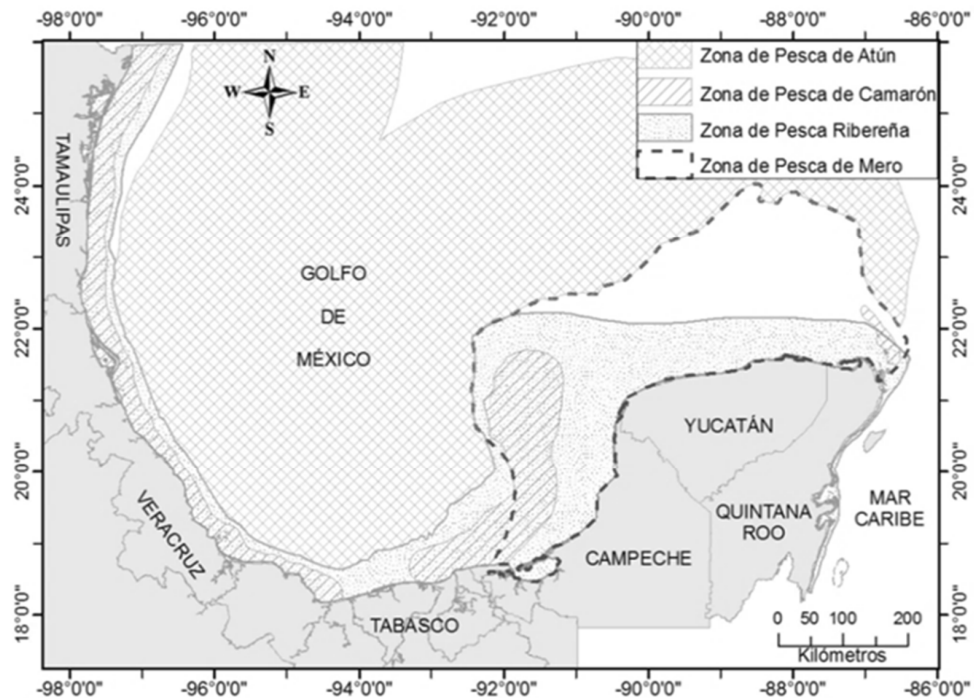 -98°0'0" -96°0'0" -94°0'0" -92°0'0" -90°0'0" -88°0'0" -86°0'0"
N
W E
S
Zona de Pesca de Atún
Zona de Pesca de Camarón
Zona de Pesca Ribereña
Zona de Pesca de Mero
24°0'0" 24°0'0"
TAMAULIPAS
GOLFO
DE
MÉXICO
22°0'0" 22°0'0"
YUCATÁN
20°0'0" 20°0'0"
VERACRUZ
QUINTANA
ROO
MAR
CARIBE
CAMPECHE
TABASCO
18°0'0" 18°0'0"
0 50 100 200
Kilómetros
-98°0'0" -96°0'0" -94°0'0" -92°0'0" -90°0'0" -88°0'0" -86°0'0"